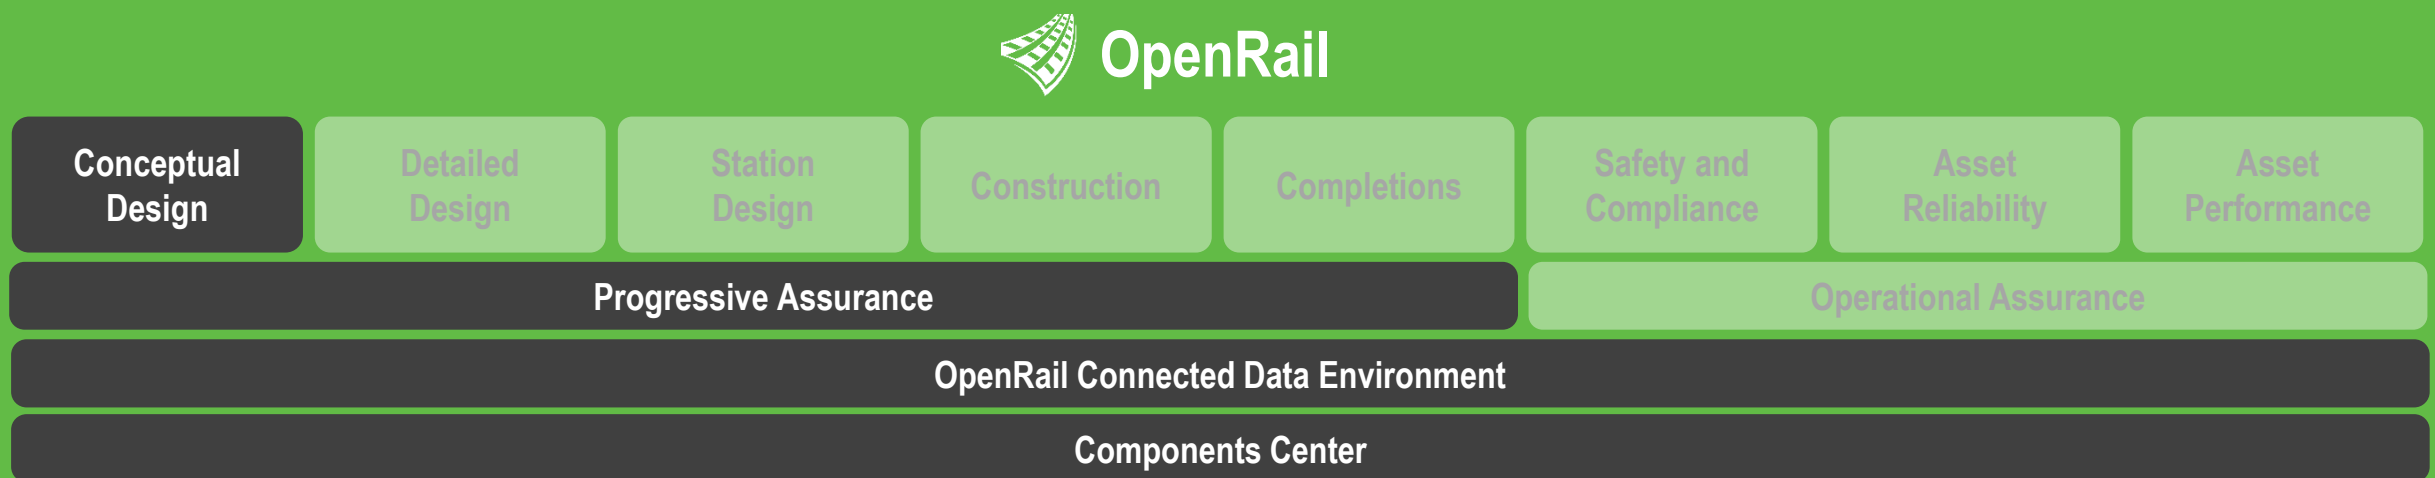 OpenRail
Conceptual
Design
Detailed
Design
Station
Design
Construction
Completions
Safety and
Compliance
Asset
Reliability
Asset
Performance
Progressive Assurance
Operational Assurance
OpenRail Connected Data Environment
Components Center